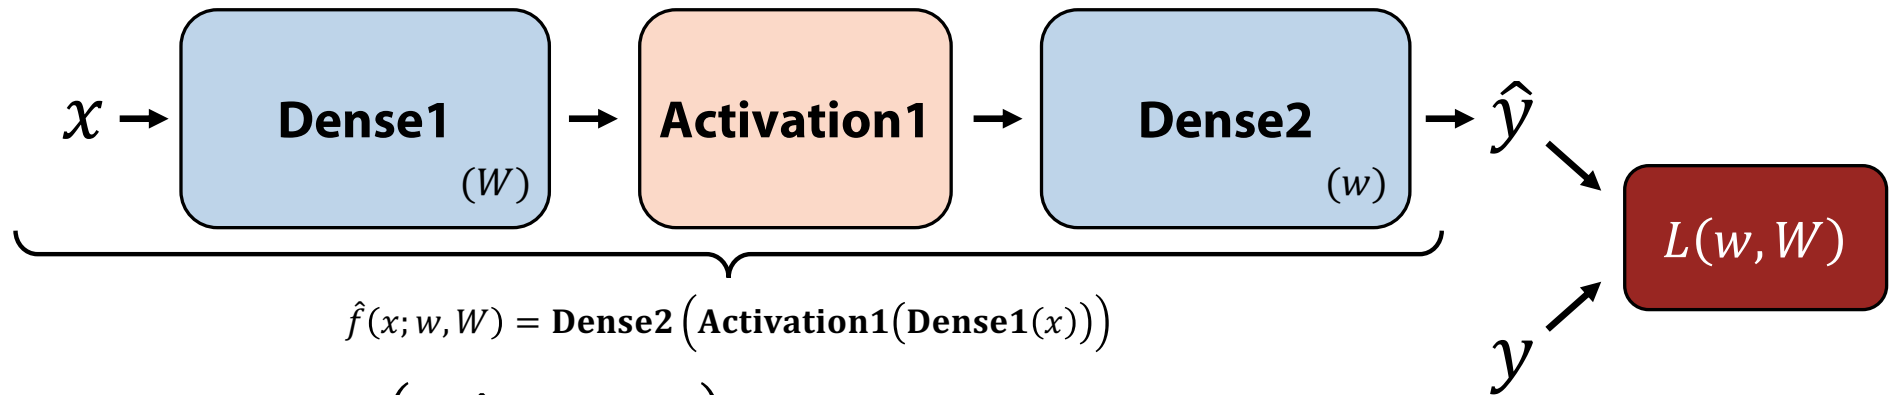 x → Dense1 → Activation1 → Dense2 → ŷ
(W) (w)
L(w, W)
f̂(x; w, W) = Dense2(Activation1(Dense1(x)))
y